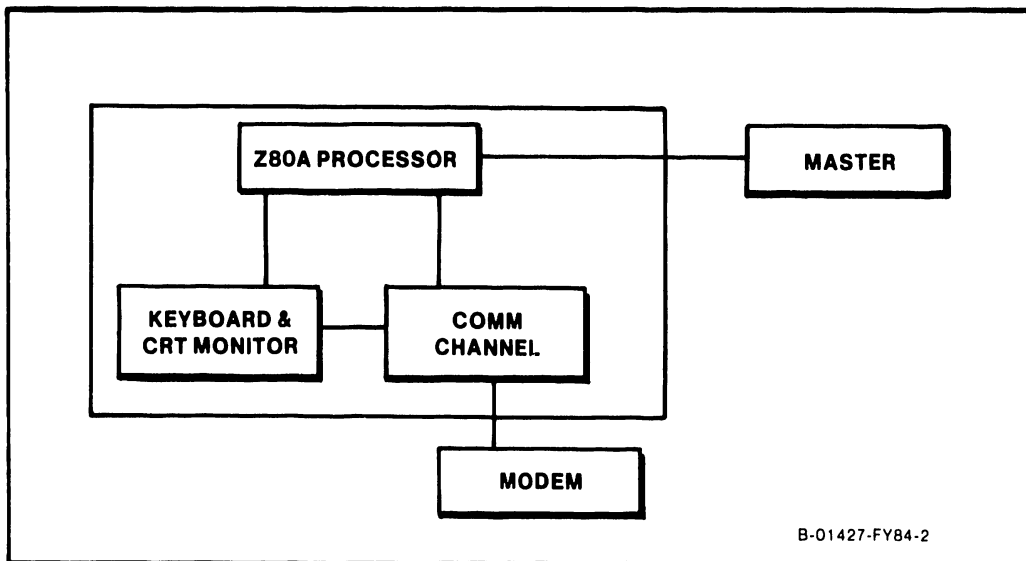 Z80A PROCESSOR
MASTER
KEYBOARD &
CRT MONITOR
COMM
CHANNEL
MODEM
B-01427-FY84-2